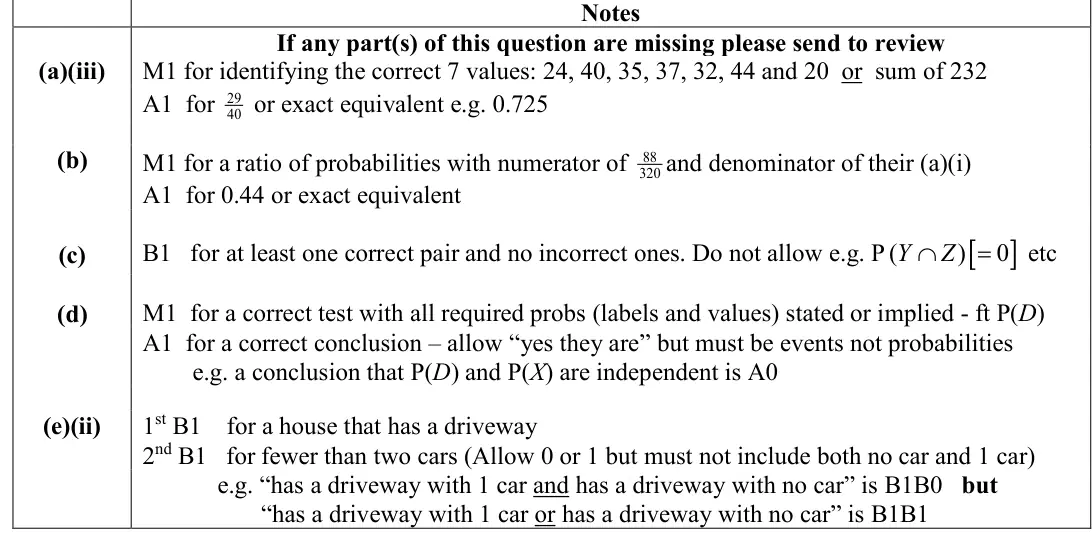 Notes
If any part(s) of this question are missing please send to review
(a)(iii) M1 for identifying the correct 7 values: 24, 40, 35, 37, 32, 44 and 20 or sum of 232
A1 for 29/40 or exact equivalent e.g. 0.725
(b) M1 for a ratio of probabilities with numerator of 88/320 and denominator of their (a)(i)
A1 for 0.44 or exact equivalent
(c) B1 for at least one correct pair and no incorrect ones. Do not allow e.g. P(Y ∩ Z)[= 0] etc
(d) M1 for a correct test with all required probs (labels and values) stated or implied - ft P(D)
A1 for a correct conclusion – allow “yes they are” but must be events not probabilities
e.g. a conclusion that P(D) and P(X) are independent is A0
(e)(ii) 1st B1 for a house that has a driveway
2nd B1 for fewer than two cars (Allow 0 or 1 but must not include both no car and 1 car)
e.g. “has a driveway with 1 car and has a driveway with no car” is B1B0 but
“has a driveway with 1 car or has a driveway with no car” is B1B1